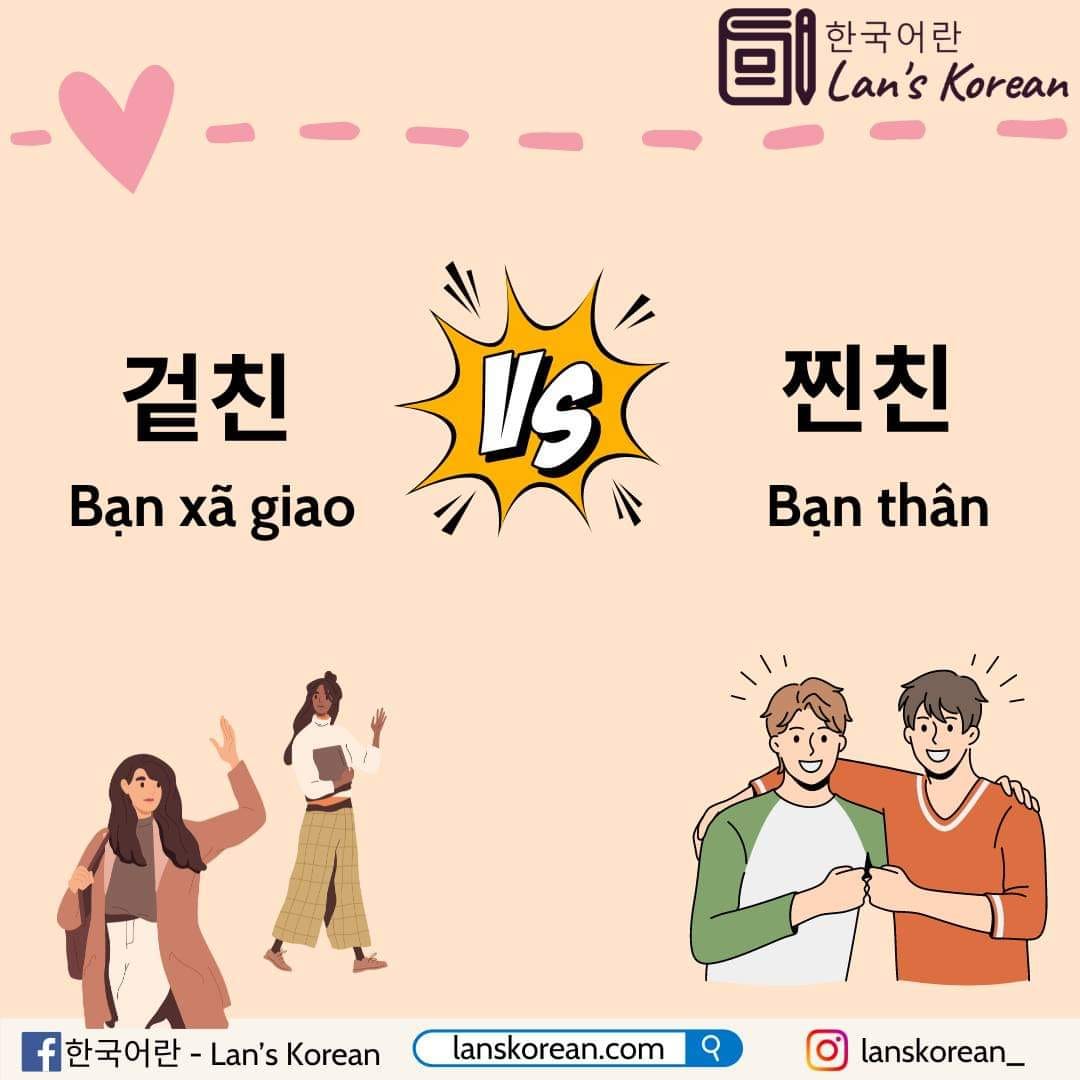 한국어란
Lan's Korean
겉친
VS
찐친
Bạn xã giao
Bạn thân
한국어란 - Lan's Korean
lanskorean.com
lanskorean_